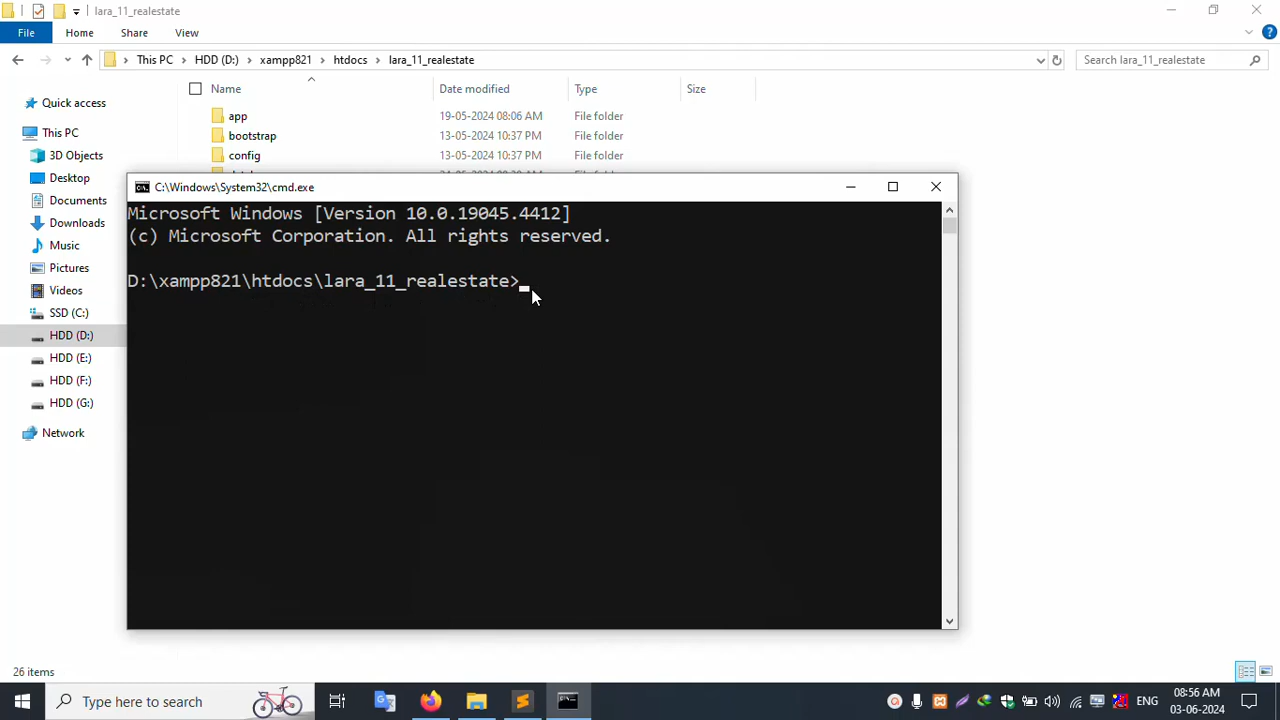 lara_11_realestate
File Home Share View
This PC HDD (D:) xampp821 htdocs lara_11_realestate
Search lara_11_realestate
Name Date modified Type Size
Quick access
This PC
3D Objects
Desktop
Documents
Downloads
Music
Pictures
Videos
SSD (C:)
HDD (D:)
HDD (E:)
HDD (F:)
HDD (G:)
Network
app 19-05-2024 08:06 AM File folder
bootstrap 13-05-2024 10:37 PM File folder
config 13-05-2024 10:37 PM File folder
C:\Windows\System32\cmd.exe
Microsoft Windows [Version 10.0.19045.4412]
(c) Microsoft Corporation. All rights reserved.
D:\xampp821\htdocs\lara_11_realestate>
26 items
Type here to search
ENG
08:56 AM
03-06-2024